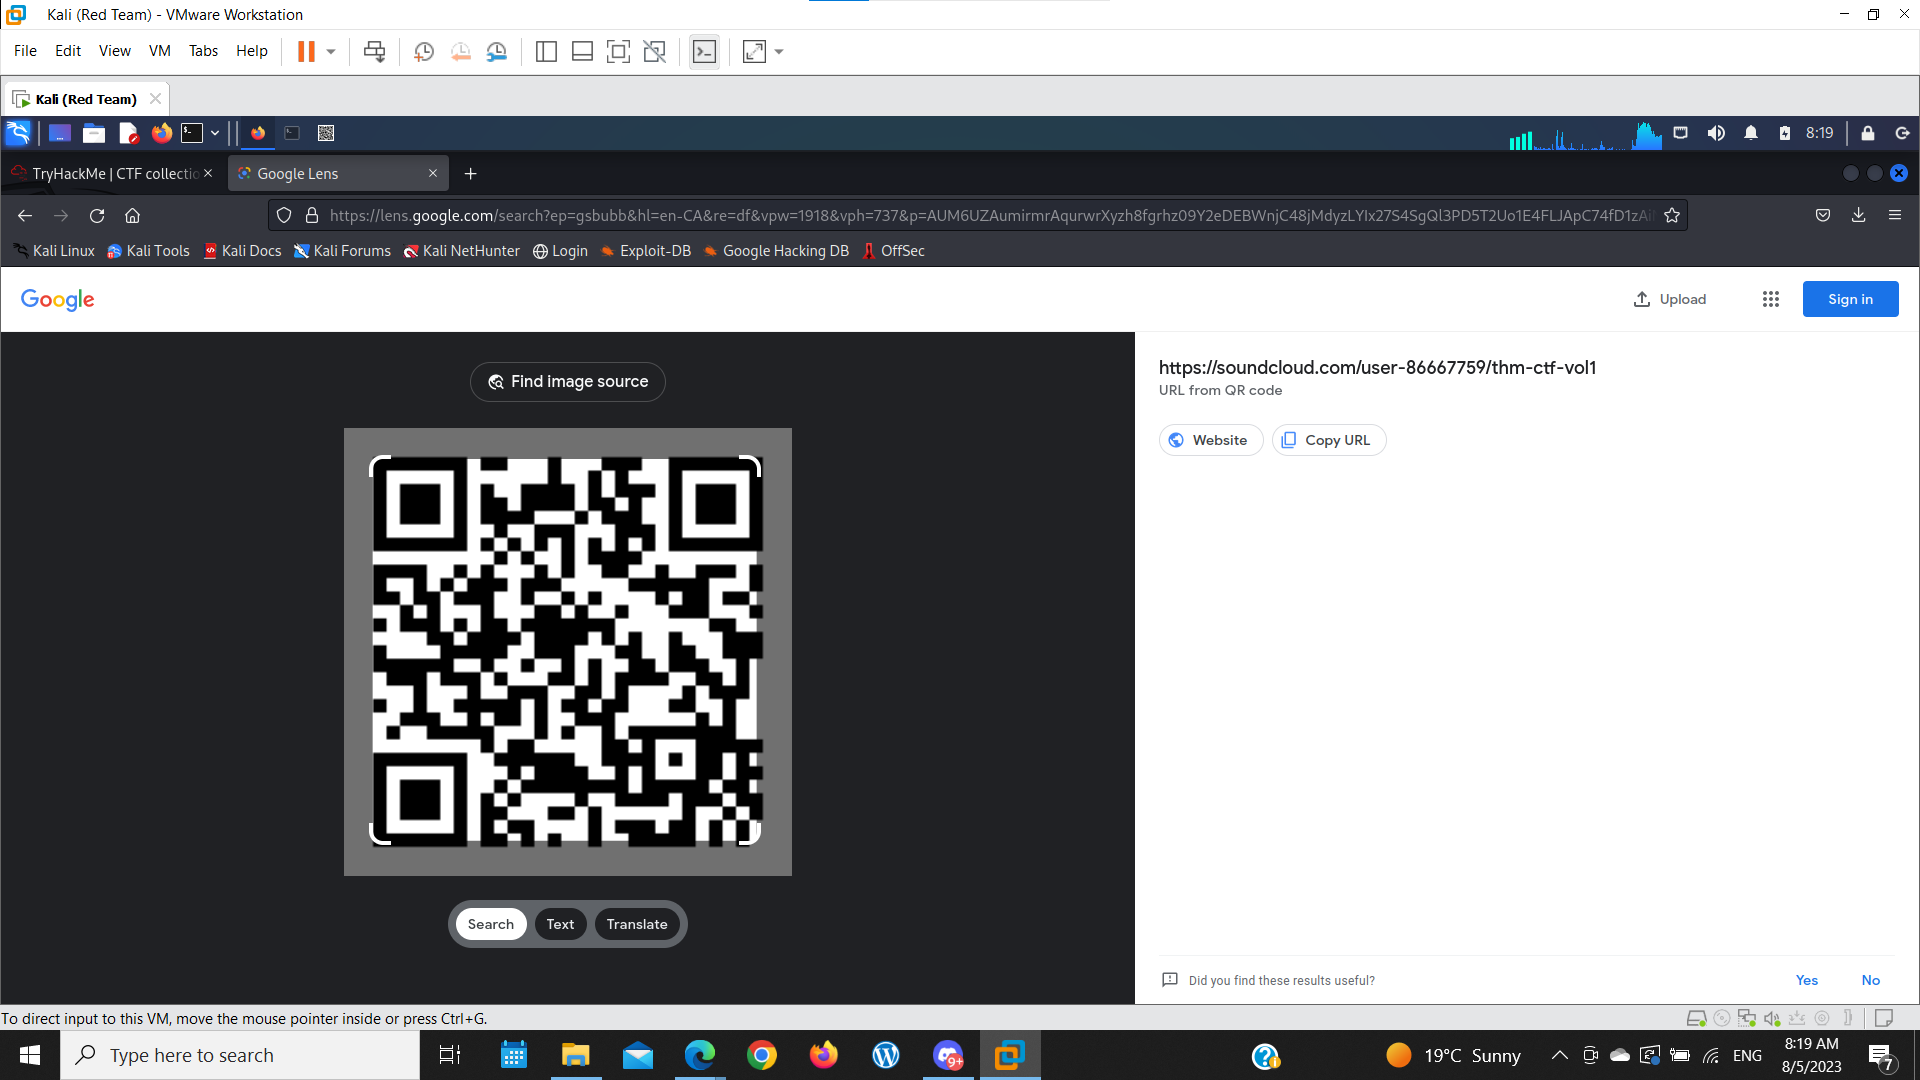 Kali (Red Team) - VMware Workstation
File Edit View VM Tabs Help
Kali (Red Team)
8:19
TryHackMe | CTF collectio
Google Lens
https://lens.google.com/search?ep=gsbubb&hl=en-CA&re=df&vpw=1918&vph=737&p=AUM6UZAumirmrAqurwrXyzh8fgrhz09Y2eDEBWnjC48jMdyzLYIx27S4SgQl3PD5T2Uo1E4FLJApC74fD1zAi
Kali Linux Kali Tools Kali Docs Kali Forums Kali NetHunter Login Exploit-DB Google Hacking DB OffSec
Google
Upload
Sign in
Find image source
https://soundcloud.com/user-86667759/thm-ctf-vol1
URL from QR code
Website
Copy URL
Search Text Translate
Did you find these results useful?
Yes No
To direct input to this VM, move the mouse pointer inside or press Ctrl+G.
Type here to search
9+
19°C Sunny
ENG
8:19 AM
8/5/2023
7